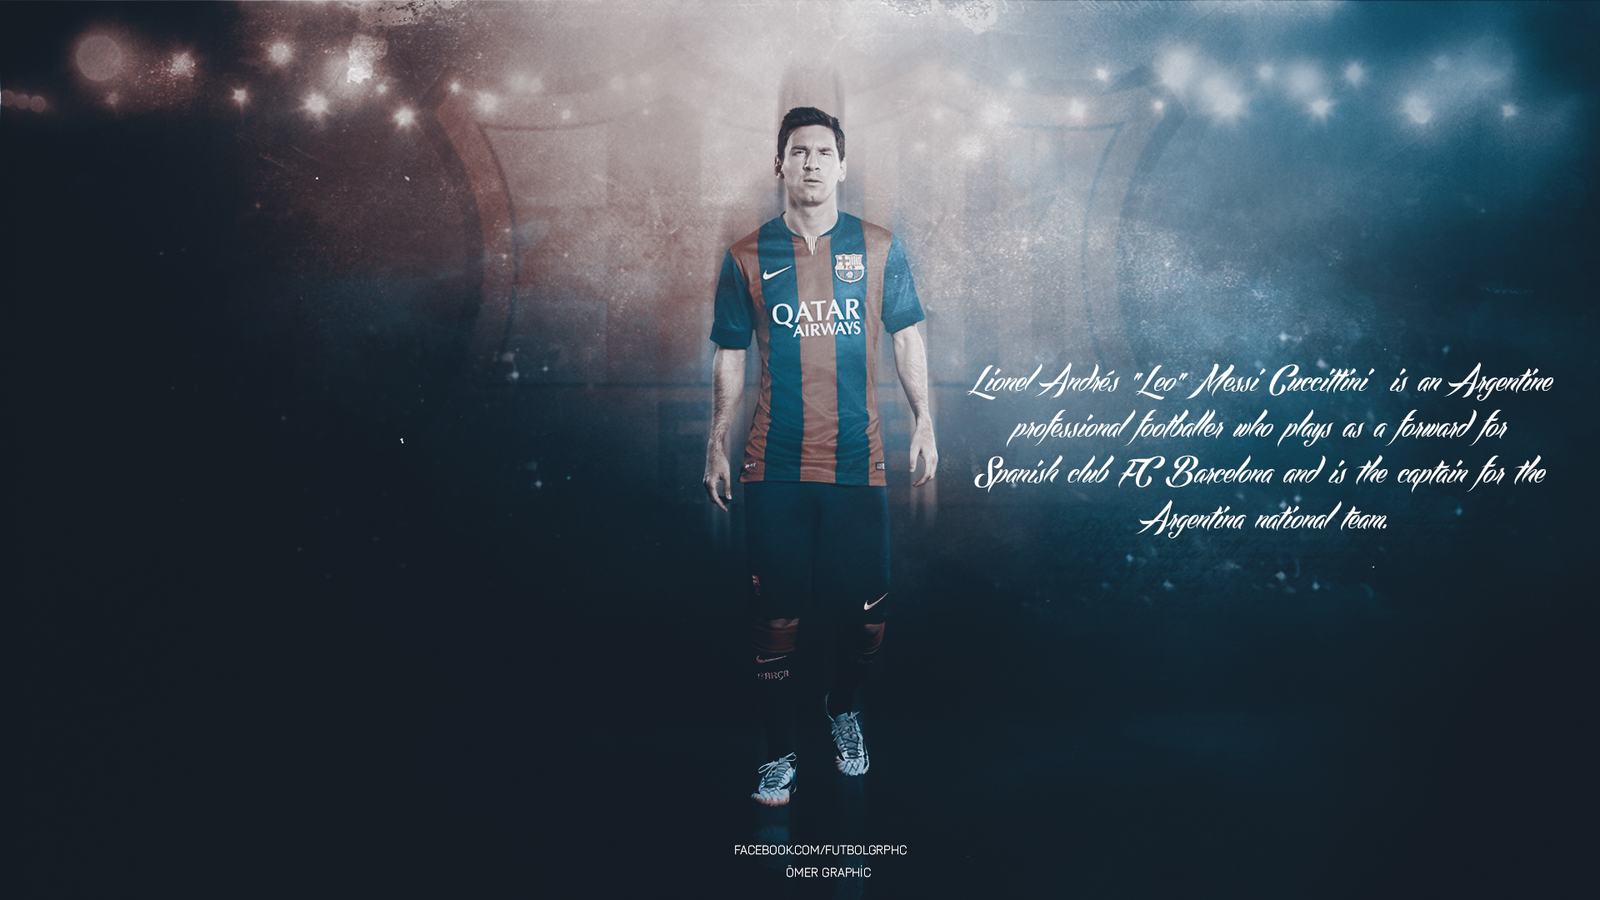 QATAR
AIRWAYS
Lionel Andrés "Leo" Messi Cuccittini is an Argentine
professional footballer who plays as a forward for
Spanish club FC Barcelona and is the captain for the
Argentina national team.
BARÇA
FACEBOOK.COM/FUTBOLGRPHC
ÖMER GRAPHİC